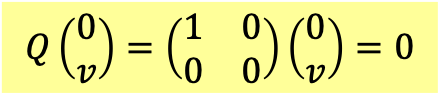 Q (0 v) = (1 0 0 0) (0 v) = 0